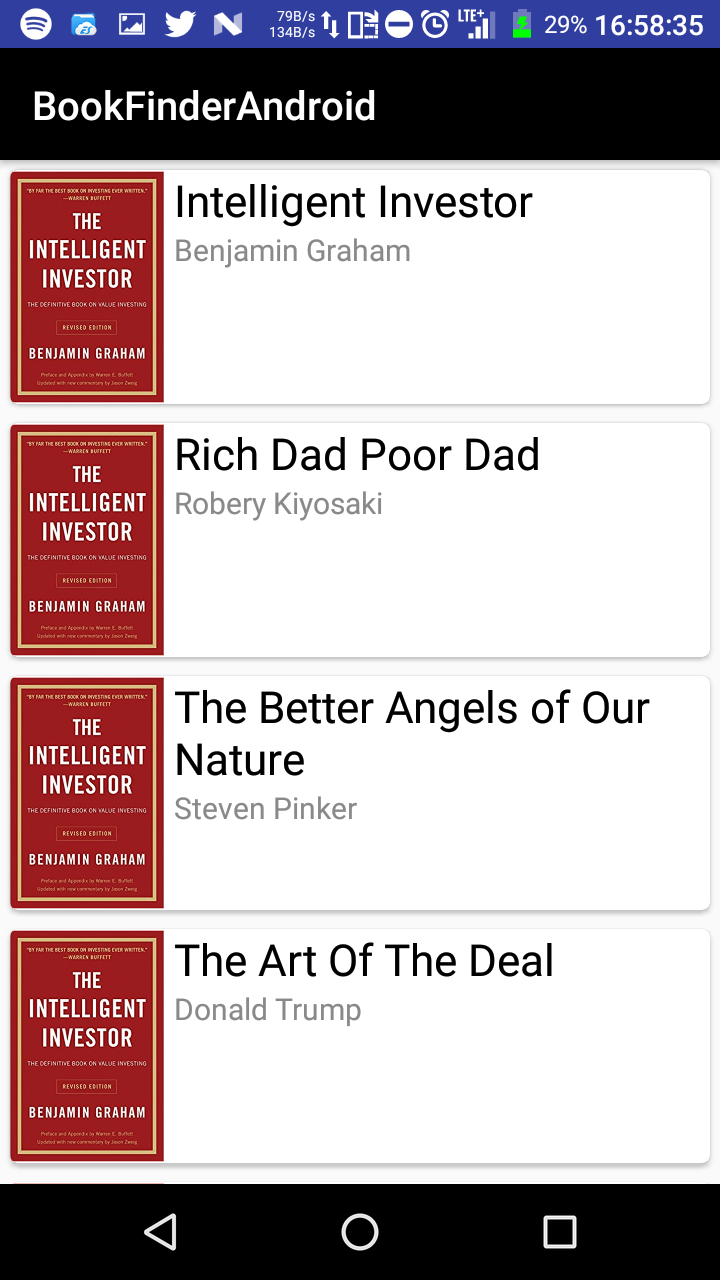 79B/s
134B/s
LTE+
29% 16:58:35
BookFinderAndroid
"BY FAR THE BEST BOOK ON INVESTING EVER WRITTEN."
—WARREN BUFFETT
THE
INTELLIGENT
INVESTOR
THE DEFINITIVE BOOK ON VALUE INVESTING
REVISED EDITION
BENJAMIN GRAHAM
Preface and Appendix by Warren E. Buffett
Updated with new commentary by Jason Zweig
Intelligent Investor
Benjamin Graham
"BY FAR THE BEST BOOK ON INVESTING EVER WRITTEN."
—WARREN BUFFETT
THE
INTELLIGENT
INVESTOR
THE DEFINITIVE BOOK ON VALUE INVESTING
REVISED EDITION
BENJAMIN GRAHAM
Preface and Appendix by Warren E. Buffett
Updated with new commentary by Jason Zweig
Rich Dad Poor Dad
Robery Kiyosaki
"BY FAR THE BEST BOOK ON INVESTING EVER WRITTEN."
—WARREN BUFFETT
THE
INTELLIGENT
INVESTOR
THE DEFINITIVE BOOK ON VALUE INVESTING
REVISED EDITION
BENJAMIN GRAHAM
Preface and Appendix by Warren E. Buffett
Updated with new commentary by Jason Zweig
The Better Angels of Our
Nature
Steven Pinker
"BY FAR THE BEST BOOK ON INVESTING EVER WRITTEN."
—WARREN BUFFETT
THE
INTELLIGENT
INVESTOR
THE DEFINITIVE BOOK ON VALUE INVESTING
REVISED EDITION
BENJAMIN GRAHAM
Preface and Appendix by Warren E. Buffett
Updated with new commentary by Jason Zweig
The Art Of The Deal
Donald Trump